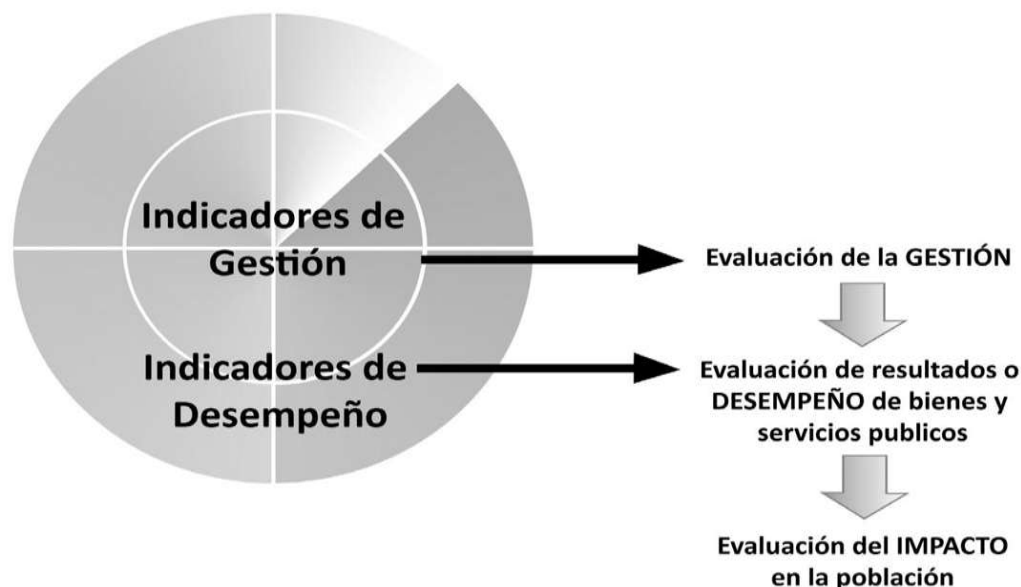 Indicadores de
Gestión
Evaluación de la GESTIÓN
Indicadores de
Desempeño
Evaluación de resultados o
DESEMPEÑO de bienes y
servicios publicos
Evaluación del IMPACTO
en la población